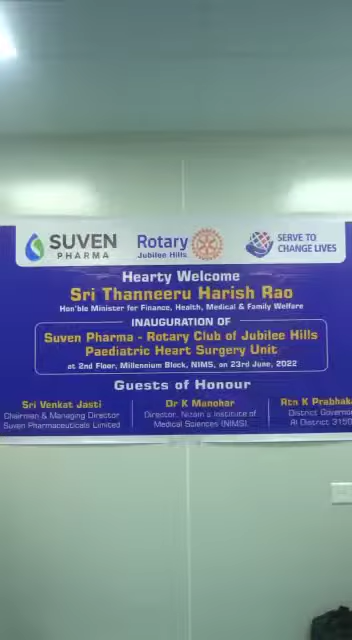 SUVEN
PHARMA
Rotary
Jubilee Hills
SERVE TO
CHANGE LIVES
Hearty Welcome
Sri Thanneeru Harish Rao
Hon'ble Minister for Finance, Health, Medical & Family Welfare
INAUGURATION OF
Suven Pharma - Rotary Club of Jubilee Hills
Paediatric Heart Surgery Unit
at 2nd Floor, Millennium Block, NIMS, on 23rd June, 2022
Guests of Honour
Sri Venkat Jasti
Chairman & Managing Director
Suven Pharmaceuticals Limited
Dr K Manohar
Director, Nizam's Institute of
Medical Sciences (NIMS).
Rtn K Prabhak
District Governo
RI District 3150